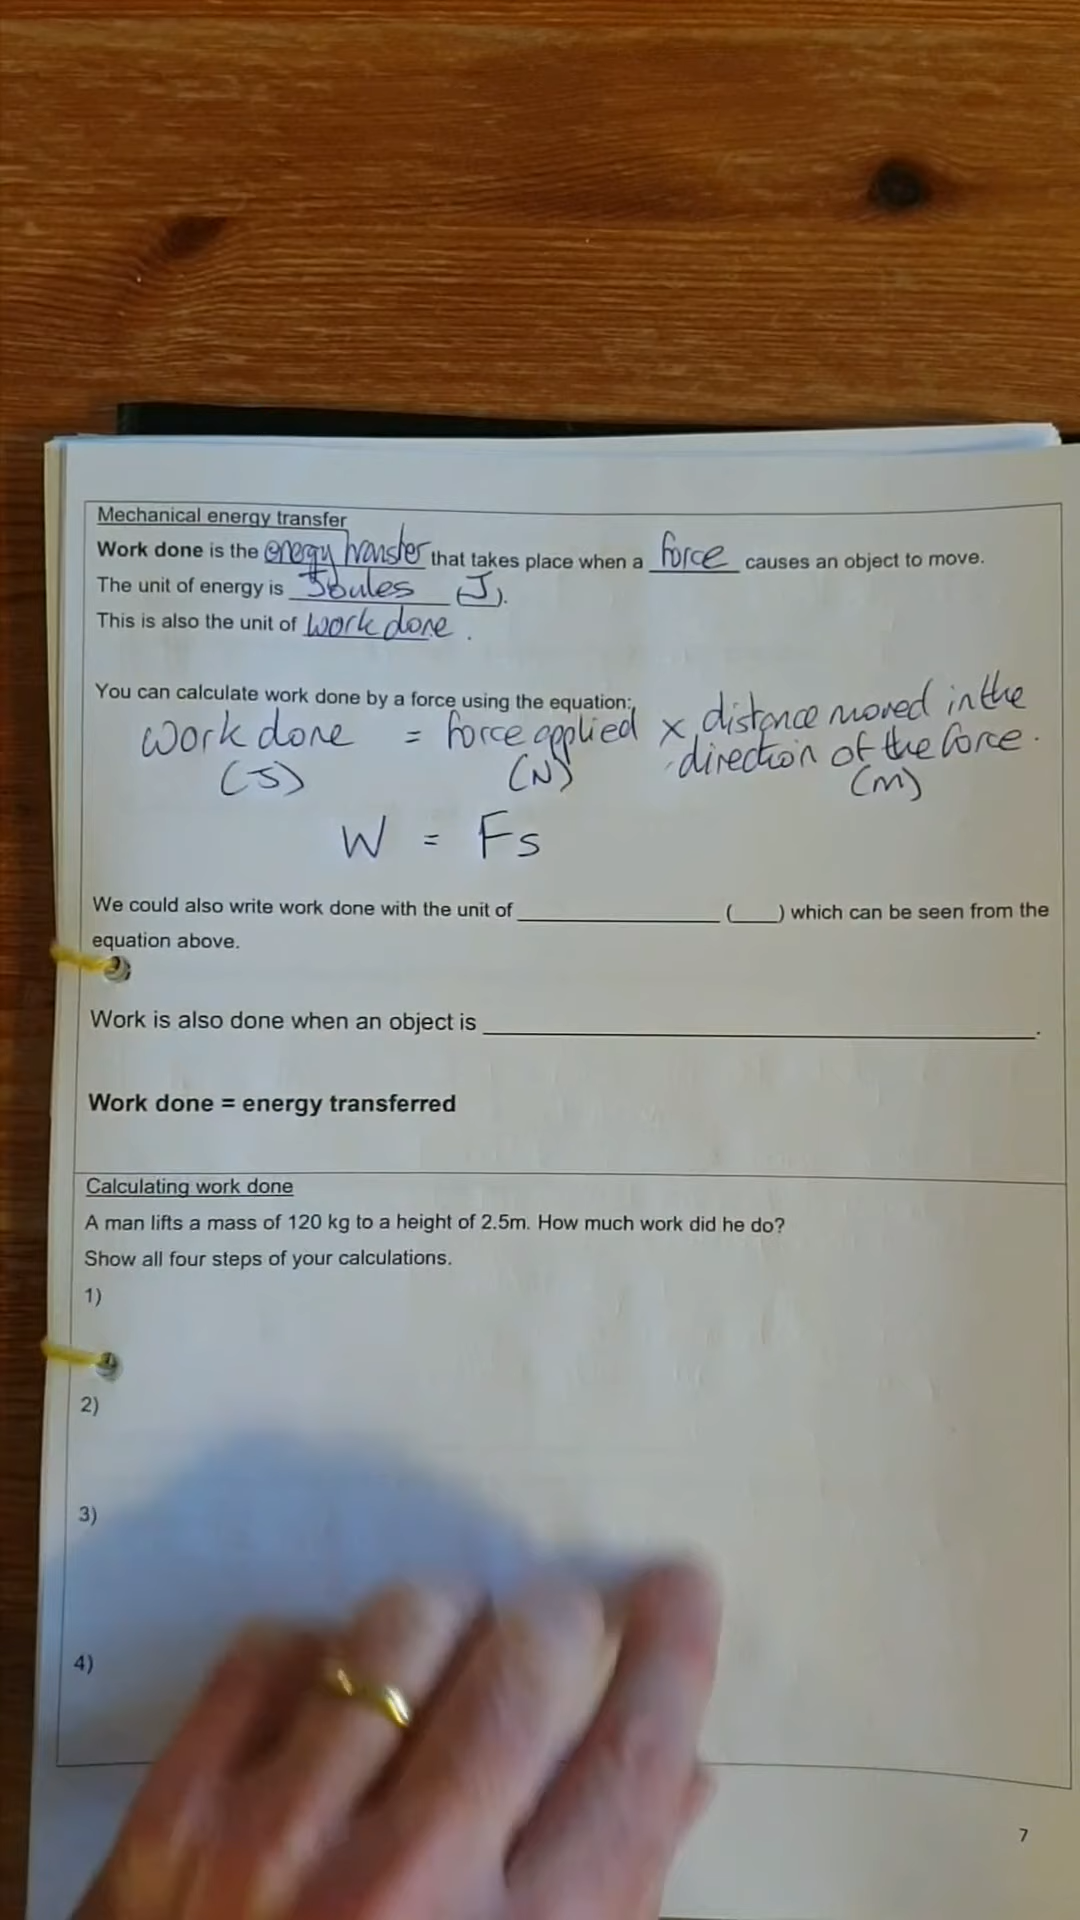 Mechanical energy transfer
Work done is the energy transfer that takes place when a force causes an object to move.
The unit of energy is Joules (J).
This is also the unit of work done.
You can calculate work done by a force using the equation:
work done = force applied x distance moved in the
direction of the force.
(J) (N) (m)
W = Fs
We could also write work done with the unit of ____________ (____) which can be seen from the
equation above.
Work is also done when an object is ____________.
Work done = energy transferred
Calculating work done
A man lifts a mass of 120 kg to a height of 2.5m. How much work did he do?
Show all four steps of your calculations.
1)
2)
3)
4)
7